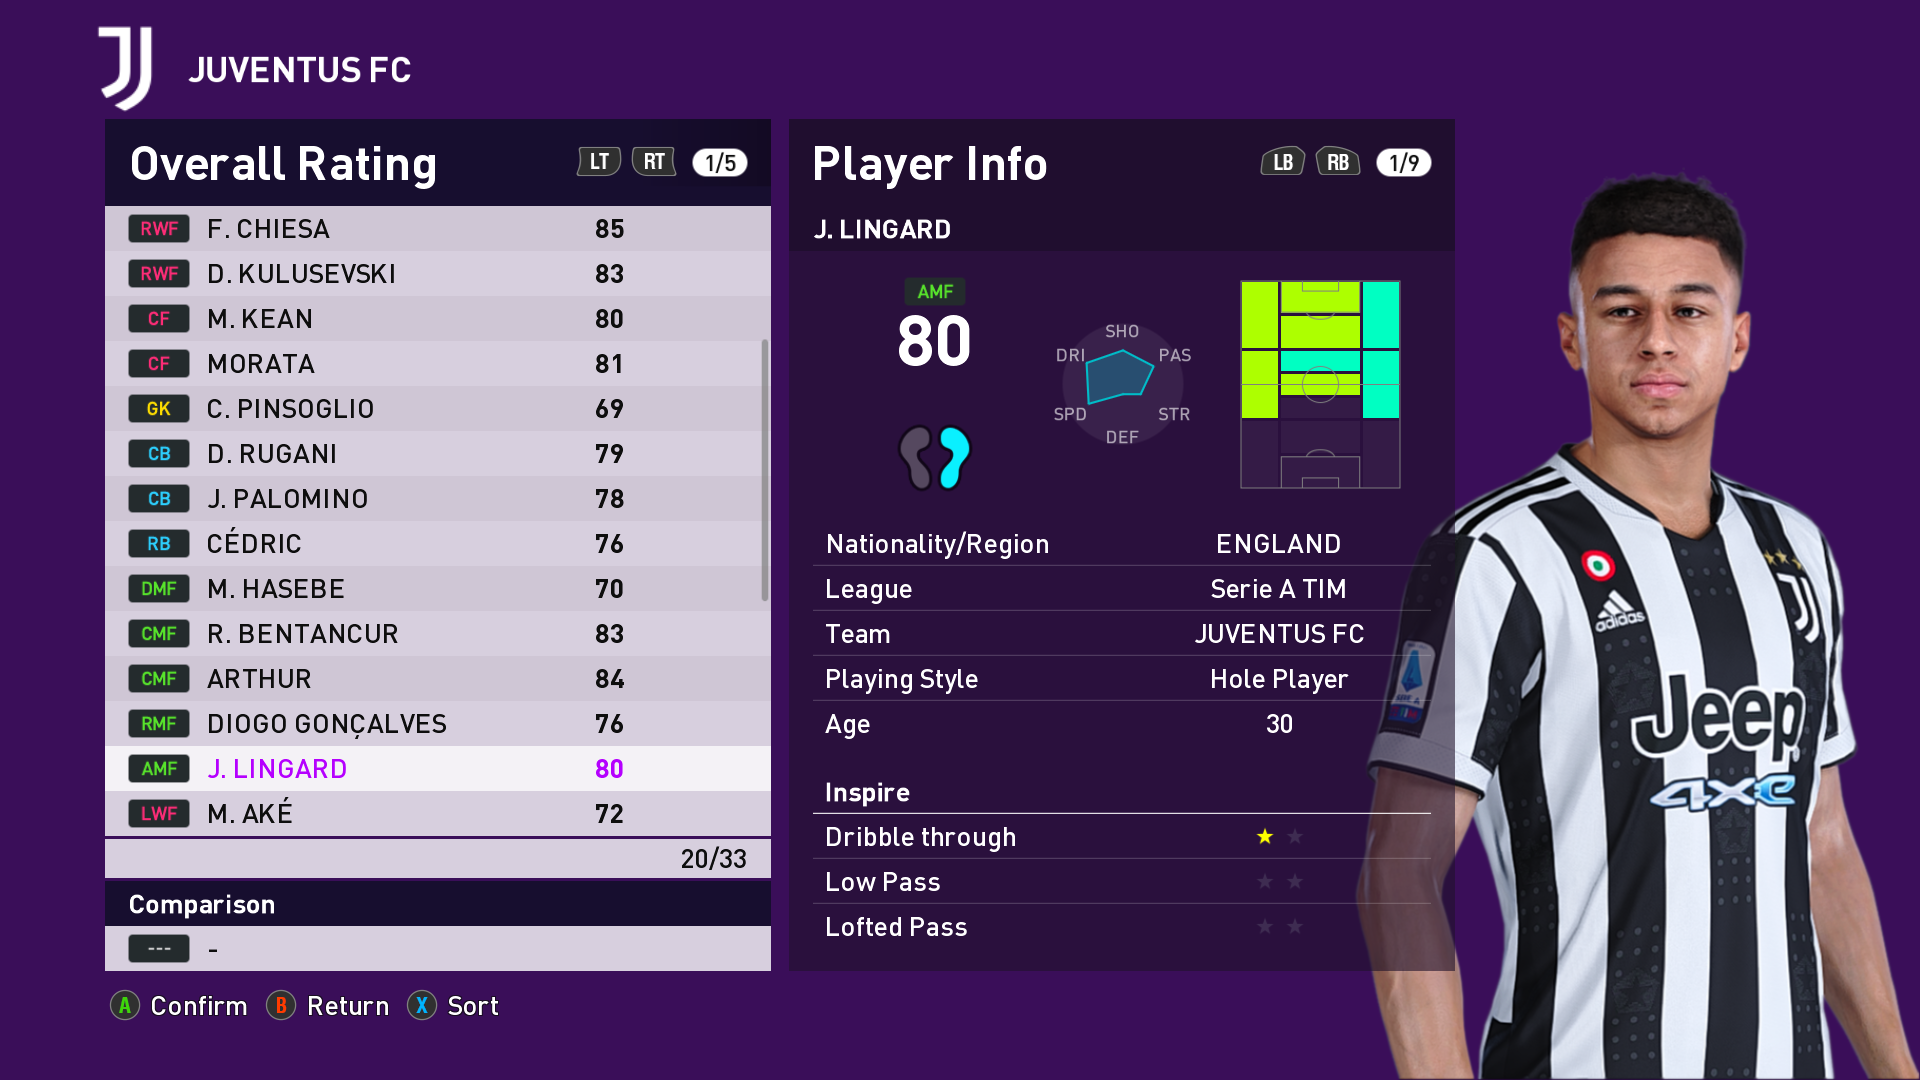 JUVENTUS FC
Overall Rating LT RT 1/5
RWF F. CHIESA 85
RWF D. KULUSEVSKI 83
CF M. KEAN 80
CF MORATA 81
GK C. PINSOGLIO 69
CB D. RUGANI 79
CB J. PALOMINO 78
RB CÉDRIC 76
DMF M. HASEBE 70
CMF R. BENTANCUR 83
CMF ARTHUR 84
RMF DIOGO GONÇALVES 76
AMF J. LINGARD 80
LWF M. AKÉ 72
20/33
Comparison
--- -
A Confirm B Return X Sort
Player Info LB RB 1/9
J. LINGARD
AMF
80
SHO
DRI PAS
SPD STR
DEF
Nationality/Region ENGLAND
League Serie A TIM
Team JUVENTUS FC
Playing Style Hole Player
Age 30
Inspire
Dribble through
Low Pass
Lofted Pass
adidas
Jeep
4xe